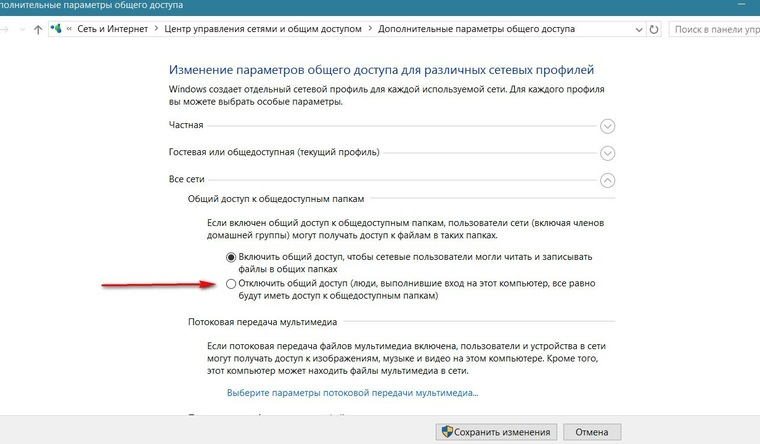 полнительные параметры общего доступа
« Сеть и Интернет > Центр управления сетями и общим доступом > Дополнительные параметры общего доступа
Поиск в панели упр
Изменение параметров общего доступа для различных сетевых профилей
Windows создает отдельный сетевой профиль для каждой используемой сети. Для каждого профиля
вы можете выбрать особые параметры.
Частная
Гостевая или общедоступная (текущий профиль)
Все сети
Общий доступ к общедоступным папкам
Если включен общий доступ к общедоступным папкам, пользователи сети (включая членов
домашней группы) могут получать доступ к файлам в таких папках.
Включить общий доступ, чтобы сетевые пользователи могли читать и записывать
файлы в общих папках
Отключить общий доступ (люди, выполнившие вход на этот компьютер, все равно
будут иметь доступ к общедоступным папкам)
Потоковая передача мультимедиа
Если потоковая передача файлов мультимедиа включена, пользователи и устройства в сети
могут получать доступ к изображениям, музыке и видео на этом компьютере. Кроме того,
этот компьютер может находить файлы мультимедиа в сети.
Выберите параметры потоковой передачи мультимедиа...
Сохранить изменения
Отмена